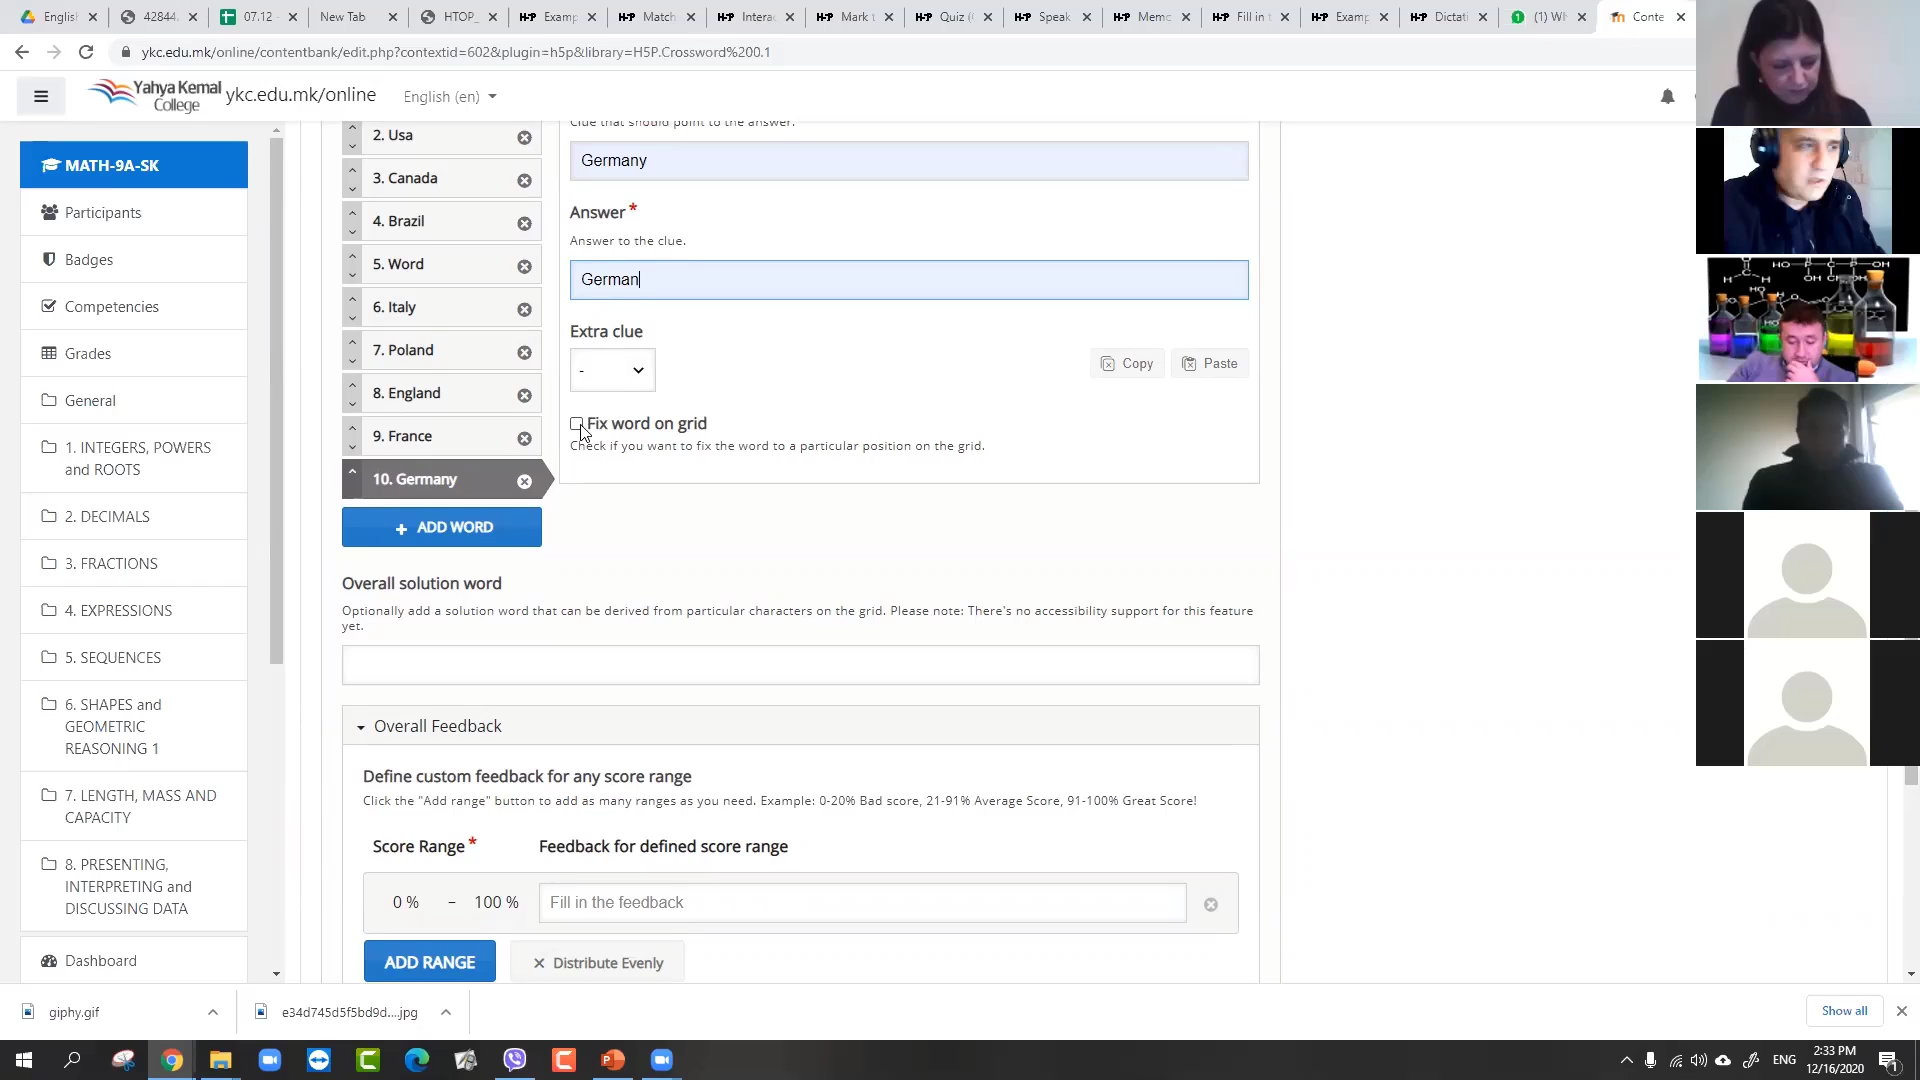 English
42844
07.12 -
New Tab
HTOP_
H-P Examp
H-P Match
H-P Intera
H-P Mark t
H-P Quiz (
H-P Speak
H-P Memo
H-P Fill in t
H-P Examp
H-P Dictati
(1) Wh
Conte
ykc.edu.mk/online/contentbank/edit.php?contextid=602&plugin=h5p&library=H5P.Crossword%200.1
Yahya Kemal
College
ykc.edu.mk/online
English (en)
MATH-9A-SK
Participants
Badges
Competencies
Grades
General
1. INTEGERS, POWERS
and ROOTS
2. DECIMALS
3. FRACTIONS
4. EXPRESSIONS
5. SEQUENCES
6. SHAPES and
GEOMETRIC
REASONING 1
7. LENGTH, MASS AND
CAPACITY
8. PRESENTING,
INTERPRETING and
DISCUSSING DATA
Dashboard
2. Usa
3. Canada
4. Brazil
5. Word
6. Italy
7. Poland
8. England
9. France
10. Germany
+ ADD WORD
Clue that should point to the answer.
Germany
Answer *
Answer to the clue.
German
Extra clue
-
Copy
Paste
Fix word on grid
Check if you want to fix the word to a particular position on the grid.
Overall solution word
Optionally add a solution word that can be derived from particular characters on the grid. Please note: There's no accessibility support for this feature
yet.
Overall Feedback
Define custom feedback for any score range
Click the "Add range" button to add as many ranges as you need. Example: 0-20% Bad score, 21-91% Average Score, 91-100% Great Score!
Score Range *
Feedback for defined score range
0 % – 100 %
Fill in the feedback
ADD RANGE
Distribute Evenly
giphy.gif
e34d745d5f5bd9d....jpg
Show all
ENG
2:33 PM
12/16/2020
1